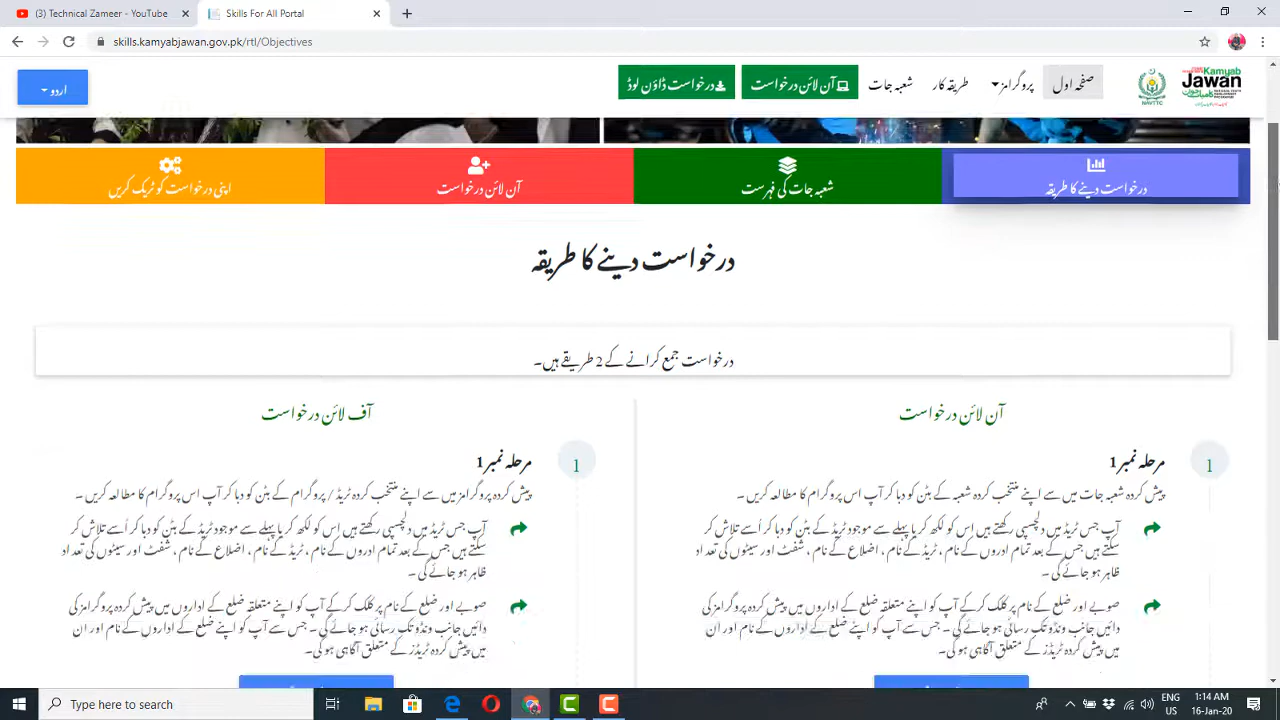 (3) Technical Zameer - YouTube
Skills For All Portal
skills.kamyabjawan.gov.pk/rtl/Objectives
Kamyab
Jawan
NAVTTC
صفحہ اول
پروگرامز
طریقہ کار
شعبہ جات
آن لائن درخواست
درخواست ڈاؤن لوڈ
اردو
درخواست دینے کا طریقہ
شعبہ جات کی فہرست
آن لائن درخواست
اپنی درخواست کو ٹریک کریں
درخواست دینے کا طریقہ
درخواست جمع کرانے کے 2 طریقے ہیں۔
آن لائن درخواست
1
مرحلہ نمبر 1
پیش کردہ شعبہ جات میں سے اپنے منتخب کردہ شعبہ کے بٹن کو دبا کر آپ اس پروگرام کا مطالعہ کریں ۔
آپ جس ٹریڈ میں دلچسپی رکھتے ہیں اس کو لکھ کر یا پہلے سے موجود ٹریڈ کے بٹن کو دبا کر اُسے تلاش کر
سکتے ہیں جس کے بعد تمام اداروں کے نام ، ٹریڈ کے نام ، اضلاع کے نام ، شفٹ اور سیٹوں کی تعداد
ظاہر ہو جائے گی ۔
صوبے اور ضلع کے نام پر کلک کر کے آپ کو اپنے متعلقہ ضلع کے اداروں میں پیش کردہ پروگرامز کی
دائیں جانب ونڈو تک رسائی ہو جائے گی ۔ جس سے آپ کو اپنے ضلع کے اداروں کے نام اور ان
میں پیش کردہ ٹریڈز کے متعلق آگاہی ہو گی۔
آف لائن درخواست
1
مرحلہ نمبر 1
پیش کردہ پروگرامز میں سے اپنے منتخب کردہ ٹریڈ / پروگرام کے بٹن کو دبا کر آپ اس پروگرام کا مطالعہ کریں ۔
آپ جس ٹریڈ میں دلچسپی رکھتے ہیں اس کو لکھ کر یا پہلے سے موجود ٹریڈ کے بٹن کو دبا کر اُسے تلاش کر
سکتے ہیں جس کے بعد تمام اداروں کے نام ، ٹریڈ کے نام ، اضلاع کے نام ، شفٹ اور سیٹوں کی تعداد
ظاہر ہو جائے گی ۔
صوبے اور ضلع کے نام پر کلک کر کے آپ کو اپنے متعلقہ ضلع کے اداروں میں پیش کردہ پروگرامز کی
دائیں جانب ونڈو تک رسائی ہو جائے گی ۔ جس سے آپ کو اپنے ضلع کے اداروں کے نام اور ان
میں پیش کردہ ٹریڈز کے متعلق آگاہی ہو گی۔
Type here to search
ENG
US
1:14 AM
16-Jan-20